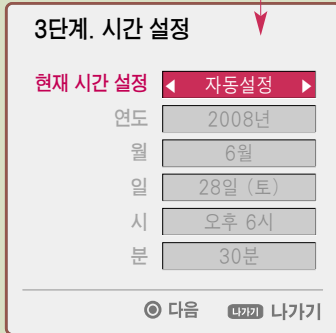 3단계. 시간 설정
현재 시간 설정 자동설정
연도 2008년
월 6월
일 28일 (토)
시 오후 6시
분 30분
다음 나가기 나가기